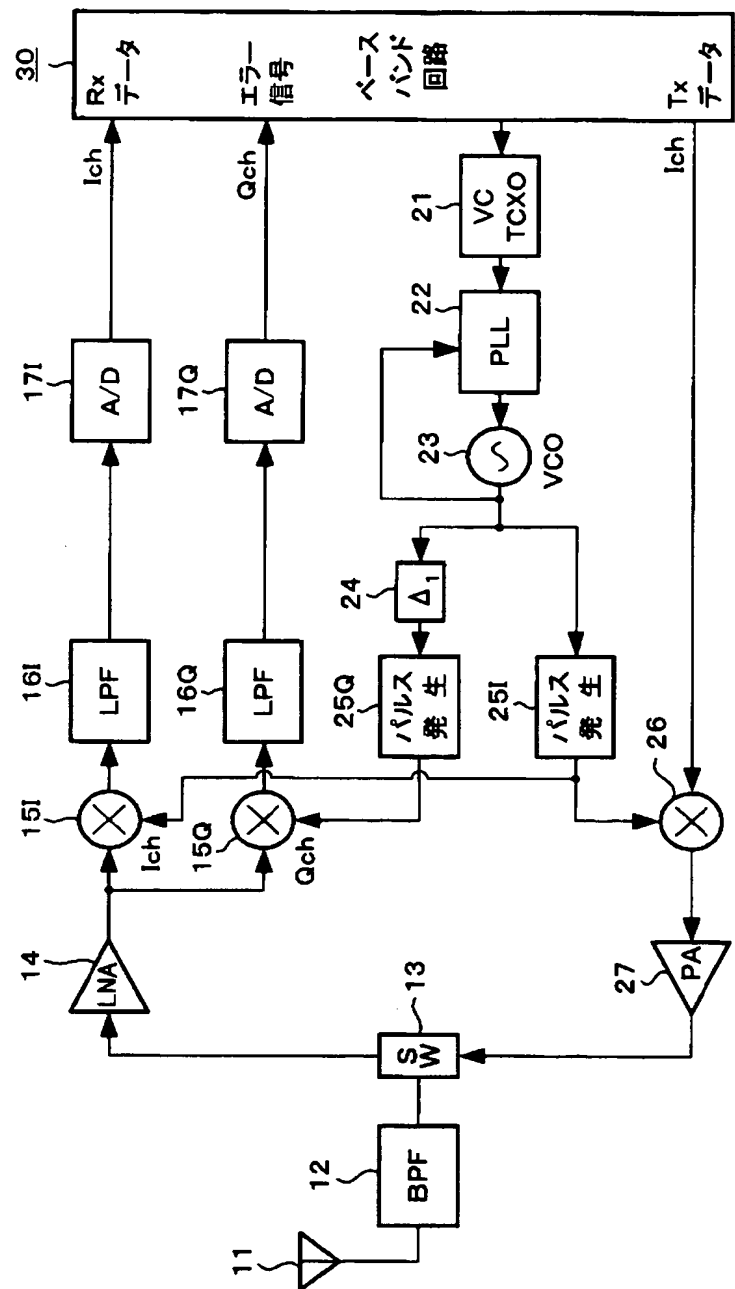 30
Rx
データ
エラー
信号
ベース
バンド
回路
Tx
データ
Ich
Qch
Ich
17I
A/D
17Q
A/D
21
VC
TCXO
22
PLL
23
VCO
16I
LPF
16Q
LPF
24
Δ1
25Q
パルス
発生
25I
パルス
発生
15I
Ich
15Q
Qch
26
14
LNA
13
SW
27
PA
12
BPF
11